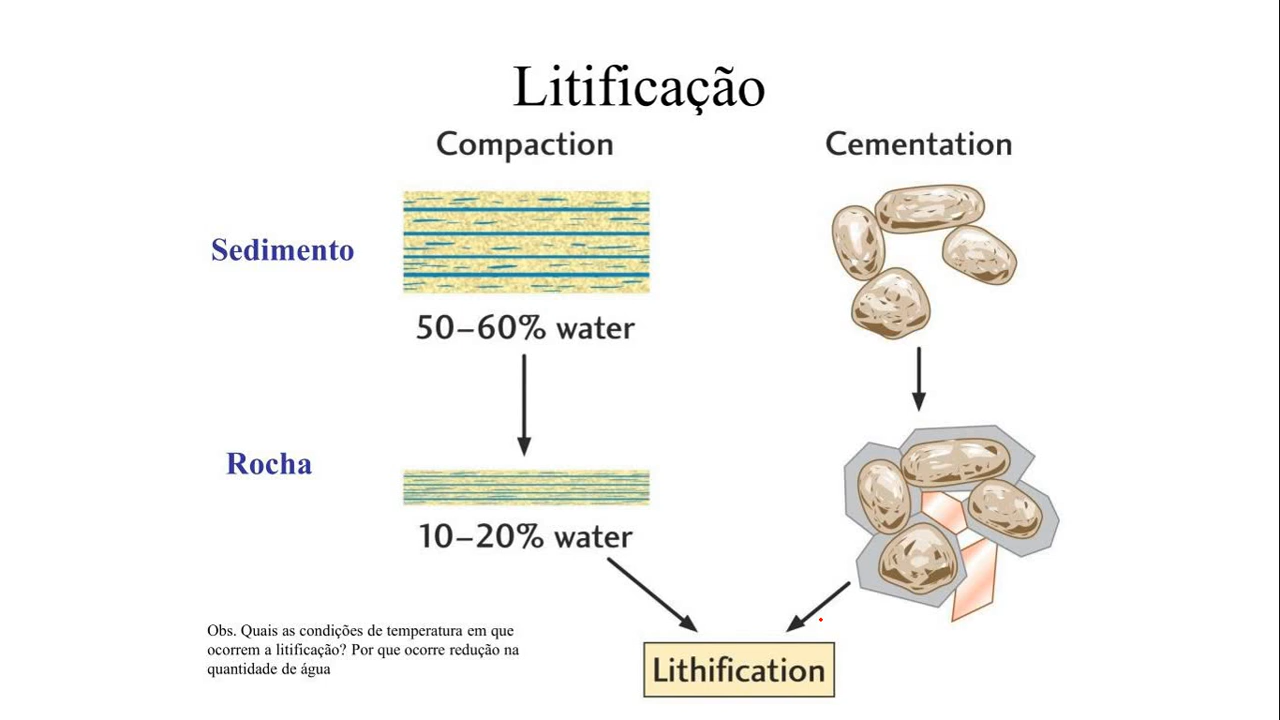 Litificação
Compaction
Cementation
Sedimento
50–60% water
Rocha
10–20% water
Obs. Quais as condições de temperatura em que
ocorrem a litificação? Por que ocorre redução na
quantidade de água
Lithification